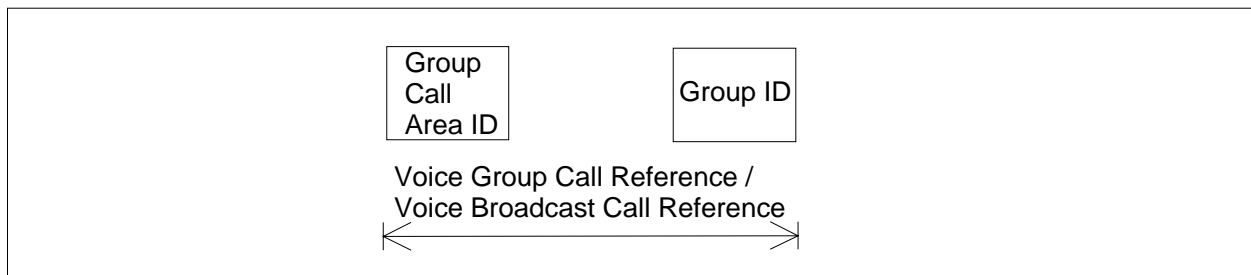 Group
Call
Area ID
Group ID
Voice Group Call Reference /
Voice Broadcast Call Reference